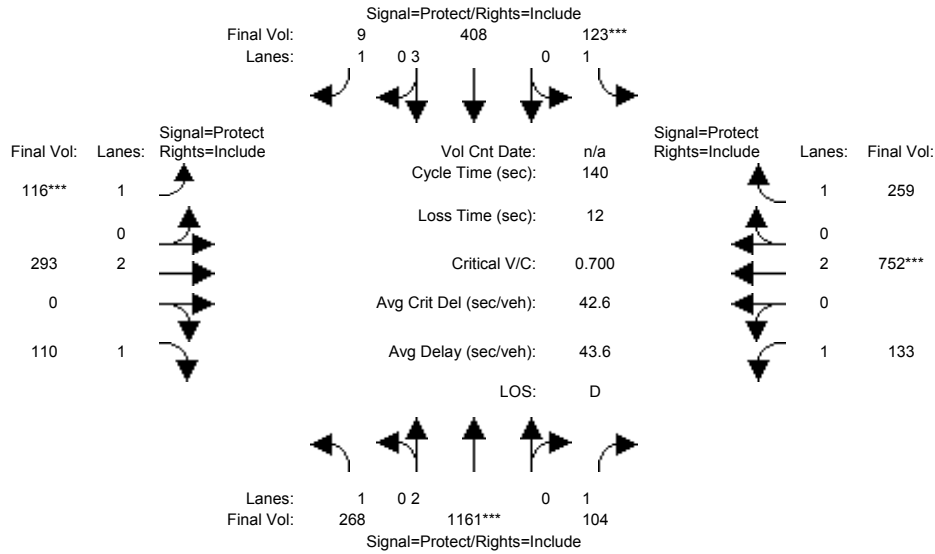 Signal=Protect/Rights=Include
Final Vol: 9 408 123***
Lanes: 1 0 3 0 1
Signal=Protect Signal=Protect
Final Vol: Lanes: Rights=Include Vol Cnt Date: n/a Rights=Include Lanes: Final Vol:
Cycle Time (sec): 140
116*** 1 1 259
Loss Time (sec): 12
0 0
293 2 Critical V/C: 0.700 2 752***
0 Avg Crit Del (sec/veh): 42.6 0
110 1 Avg Delay (sec/veh): 43.6 1 133
LOS: D
Lanes: 1 0 2 0 1
Final Vol: 268 1161*** 104
Signal=Protect/Rights=Include